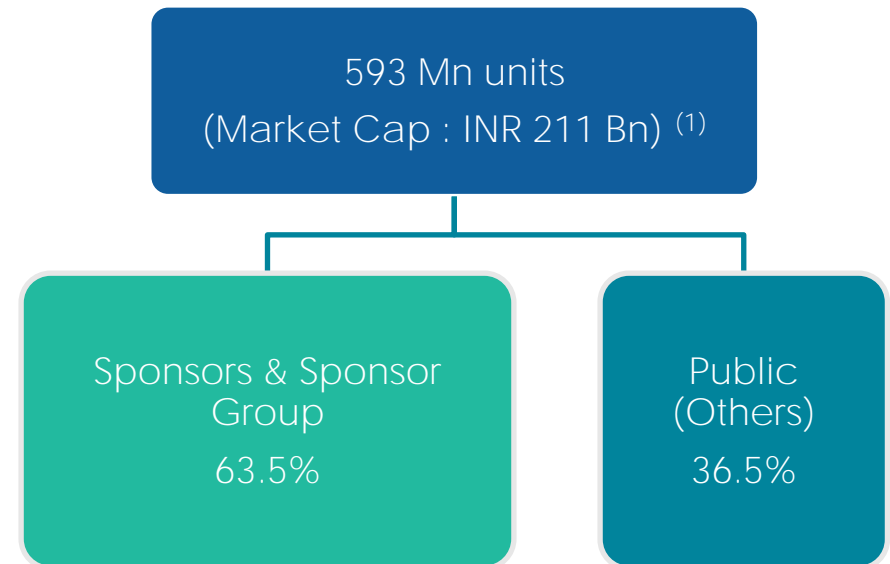 593 Mn units
(Market Cap : INR 211 Bn) (1)
Sponsors & Sponsor
Group
63.5%
Public
(Others)
36.5%